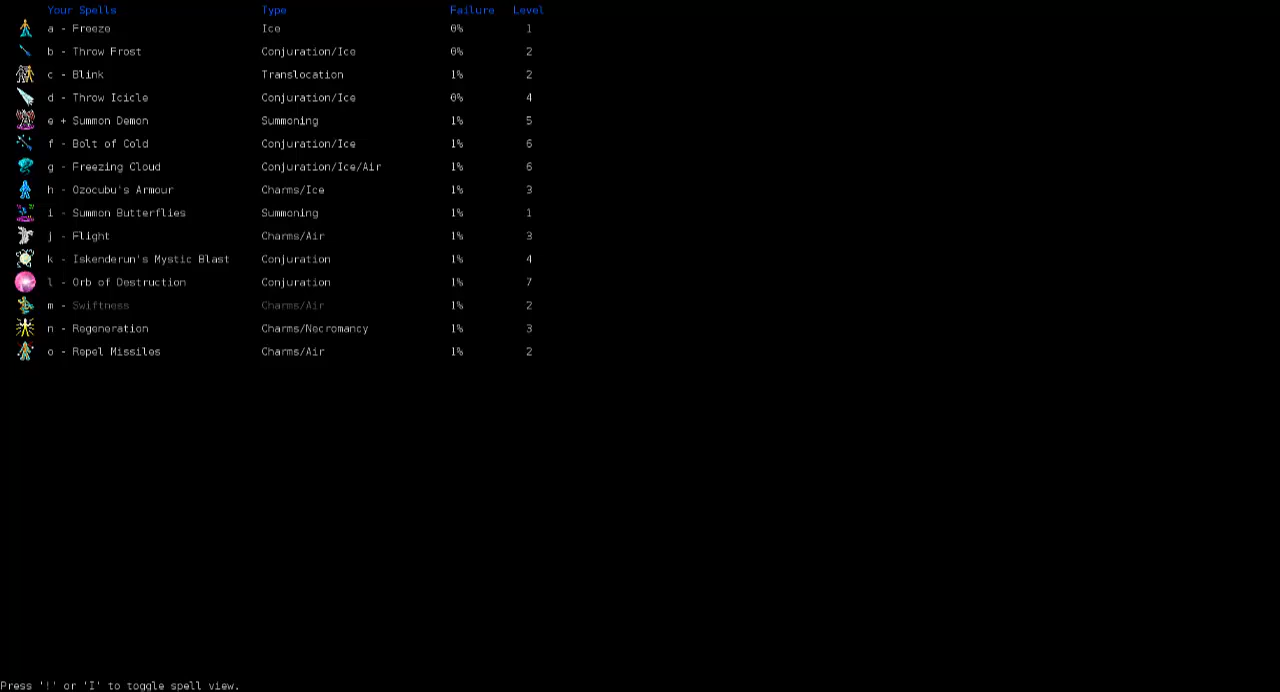 Your Spells Type Failure Level
a - Freeze Ice 0% 1
b - Throw Frost Conjuration/Ice 0% 2
c - Blink Translocation 1% 2
d - Throw Icicle Conjuration/Ice 0% 4
e + Summon Demon Summoning 1% 5
f - Bolt of Cold Conjuration/Ice 1% 6
g - Freezing Cloud Conjuration/Ice/Air 1% 6
h - Ozocubu's Armour Charms/Ice 1% 3
i - Summon Butterflies Summoning 1% 1
j - Flight Charms/Air 1% 3
k - Iskenderun's Mystic Blast Conjuration 1% 4
l - Orb of Destruction Conjuration 1% 7
m - Swiftness Charms/Air 1% 2
n - Regeneration Charms/Necromancy 1% 3
o - Repel Missiles Charms/Air 1% 2
Press '!' or 'I' to toggle spell view.